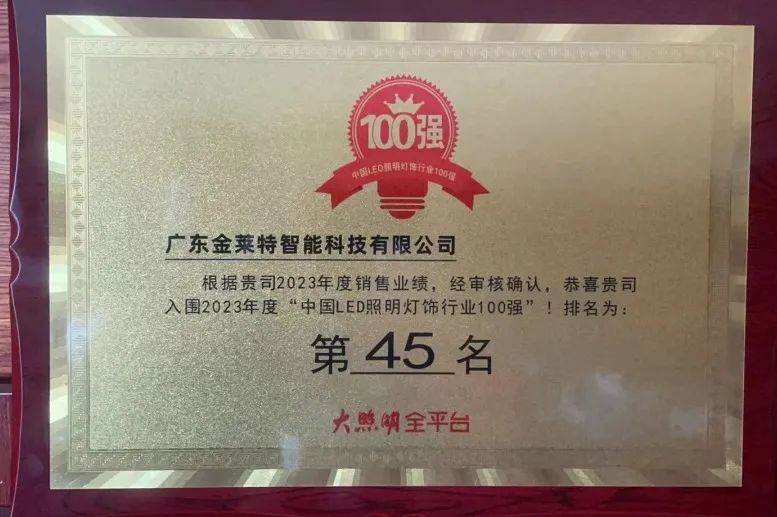 100强
中国LED照明灯饰行业100强
广东金莱特智能科技有限公司
根据贵司2023年度销售业绩，经审核确认，恭喜贵司
入围2023年度“中国LED照明灯饰行业100强”！排名为：
第 45 名
大照明全平台